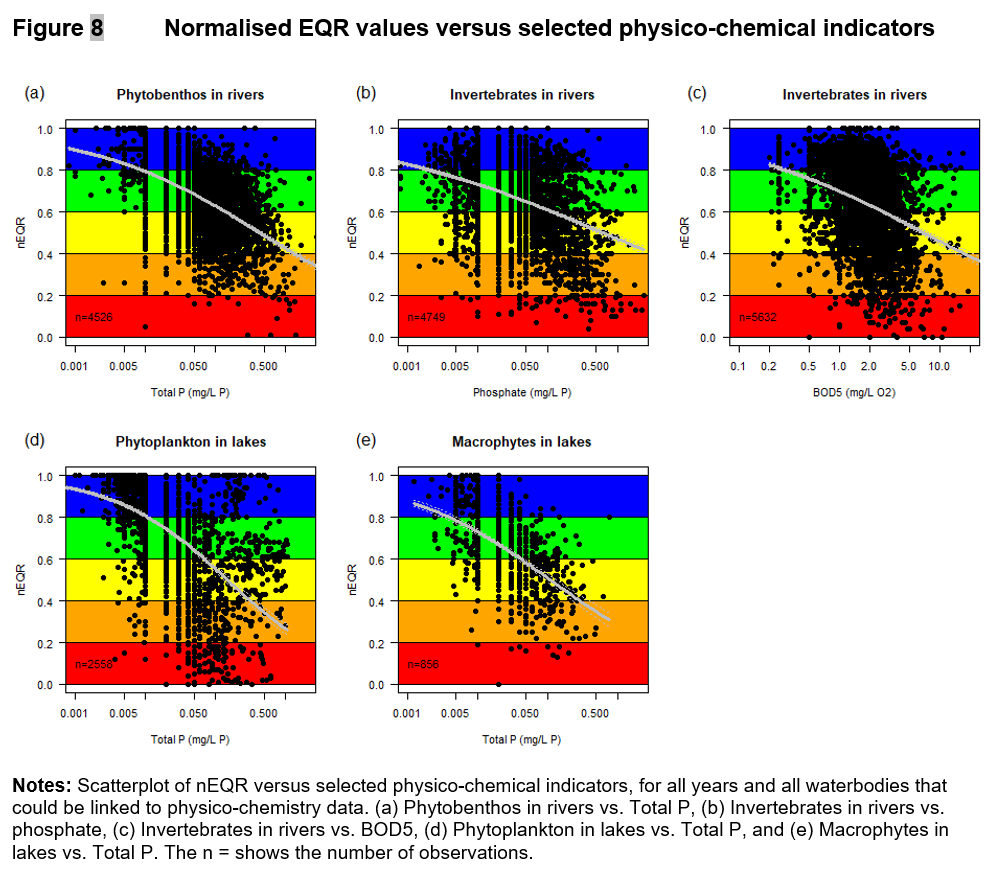 Figure 8 Normalised EQR values versus selected physico-chemical indicators
(a) Phytobenthos in rivers
1.0
0.8
0.6
0.4
0.2
0.0
nEQR
n=4526
0.001 0.005 0.050 0.500
Total P (mg/L P)
(b) Invertebrates in rivers
1.0
0.8
0.6
0.4
0.2
0.0
nEQR
n=4749
0.001 0.005 0.050 0.500
Phosphate (mg/L P)
(c) Invertebrates in rivers
1.0
0.8
0.6
0.4
0.2
0.0
nEQR
n=5632
0.1 0.2 0.5 1.0 2.0 5.0 10.0
BOD5 (mg/L O2)
(d) Phytoplankton in lakes
1.0
0.8
0.6
0.4
0.2
0.0
nEQR
n=2558
0.001 0.005 0.050 0.500
Total P (mg/L P)
(e) Macrophytes in lakes
1.0
0.8
0.6
0.4
0.2
0.0
nEQR
n=856
0.001 0.005 0.050 0.500
Total P (mg/L P)
Notes: Scatterplot of nEQR versus selected physico-chemical indicators, for all years and all waterbodies that
could be linked to physico-chemistry data. (a) Phytobenthos in rivers vs. Total P, (b) Invertebrates in rivers vs.
phosphate, (c) Invertebrates in rivers vs. BOD5, (d) Phytoplankton in lakes vs. Total P, and (e) Macrophytes in
lakes vs. Total P. The n = shows the number of observations.